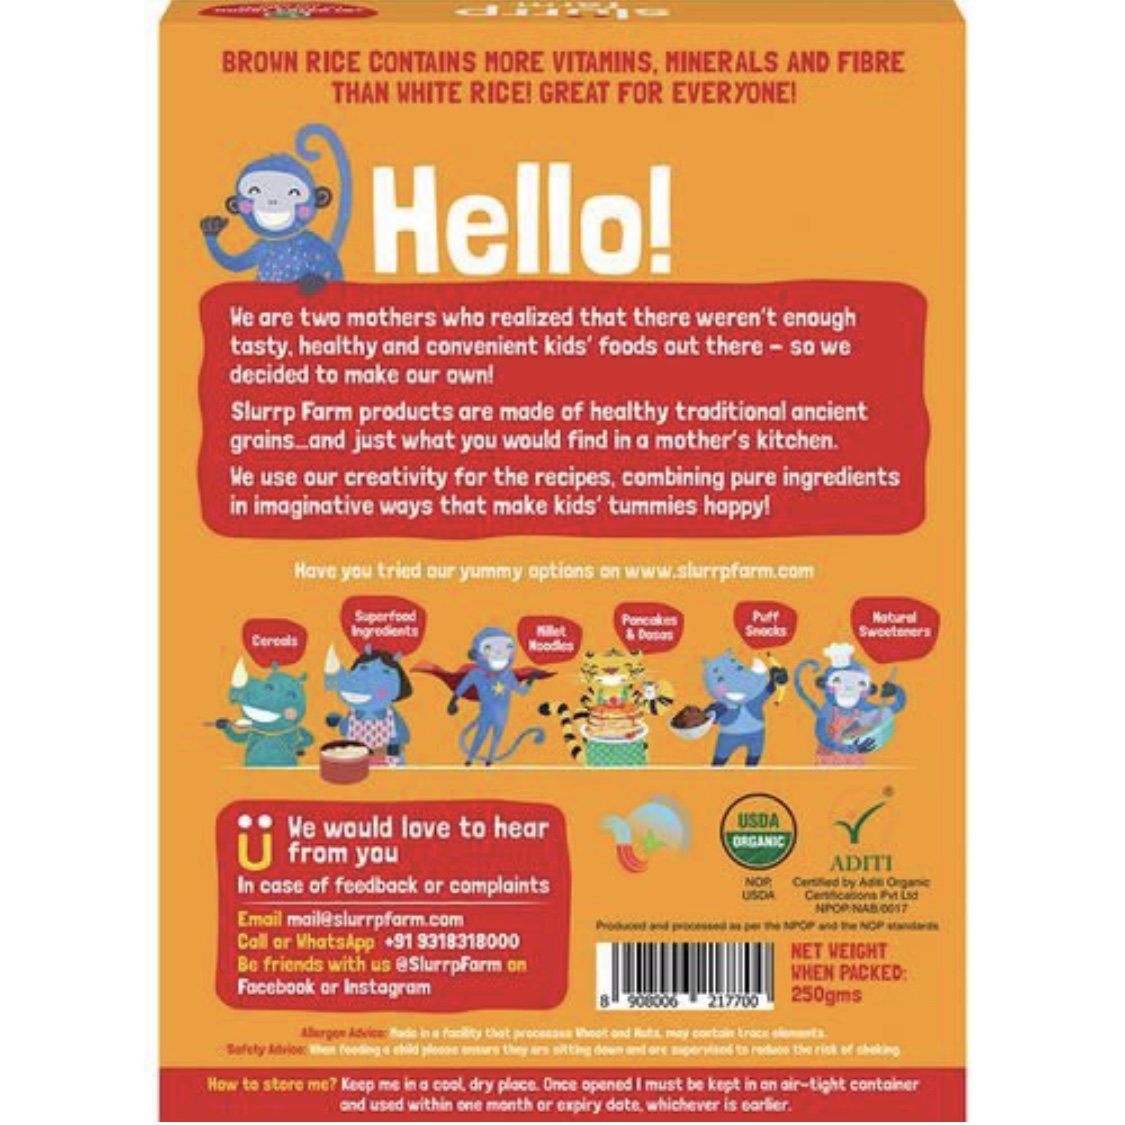 slurrp
farm
BROWN RICE CONTAINS MORE VITAMINS, MINERALS AND FIBRE
THAN WHITE RICE! GREAT FOR EVERYONE!
Hello!
We are two mothers who realized that there weren't enough
tasty, healthy and convenient kids' foods out there – so we
decided to make our own!
Slurrp Farm products are made of healthy traditional ancient
grains...and just what you would find in a mother's kitchen.
We use our creativity for the recipes, combining pure ingredients
in imaginative ways that make kids' tummies happy!
Have you tried our yummy options on www.slurrpfarm.com
Cereals
Superfood
Ingredients
Millet
Noodles
Pancakes
& Dosas
Puff
Snacks
Natural
Sweeteners
We would love to hear
from you
In case of feedback or complaints
Email mail@slurrpfarm.com
Call or WhatsApp +91 9318318000
Be friends with us @SlurrpFarm on
Facebook or Instagram
USDA
ORGANIC
NOP,
USDA
®
ADITI
Certified by Aditi Organic
Certifications Pvt Ltd
NPOP/NAB/0017
Produced and processed as per the NPOP and the NOP standards
8 908006 217700
NET WEIGHT
WHEN PACKED:
250gms
Allergen Advice: Made in a facility that processes Wheat and Nuts, may contain trace elements.
Safety Advice: When feeding a child please ensure they are sitting down and are supervised to reduce the risk of choking.
How to store me? Keep me in a cool, dry place. Once opened I must be kept in an air-tight container
and used within one month or expiry date, whichever is earlier.